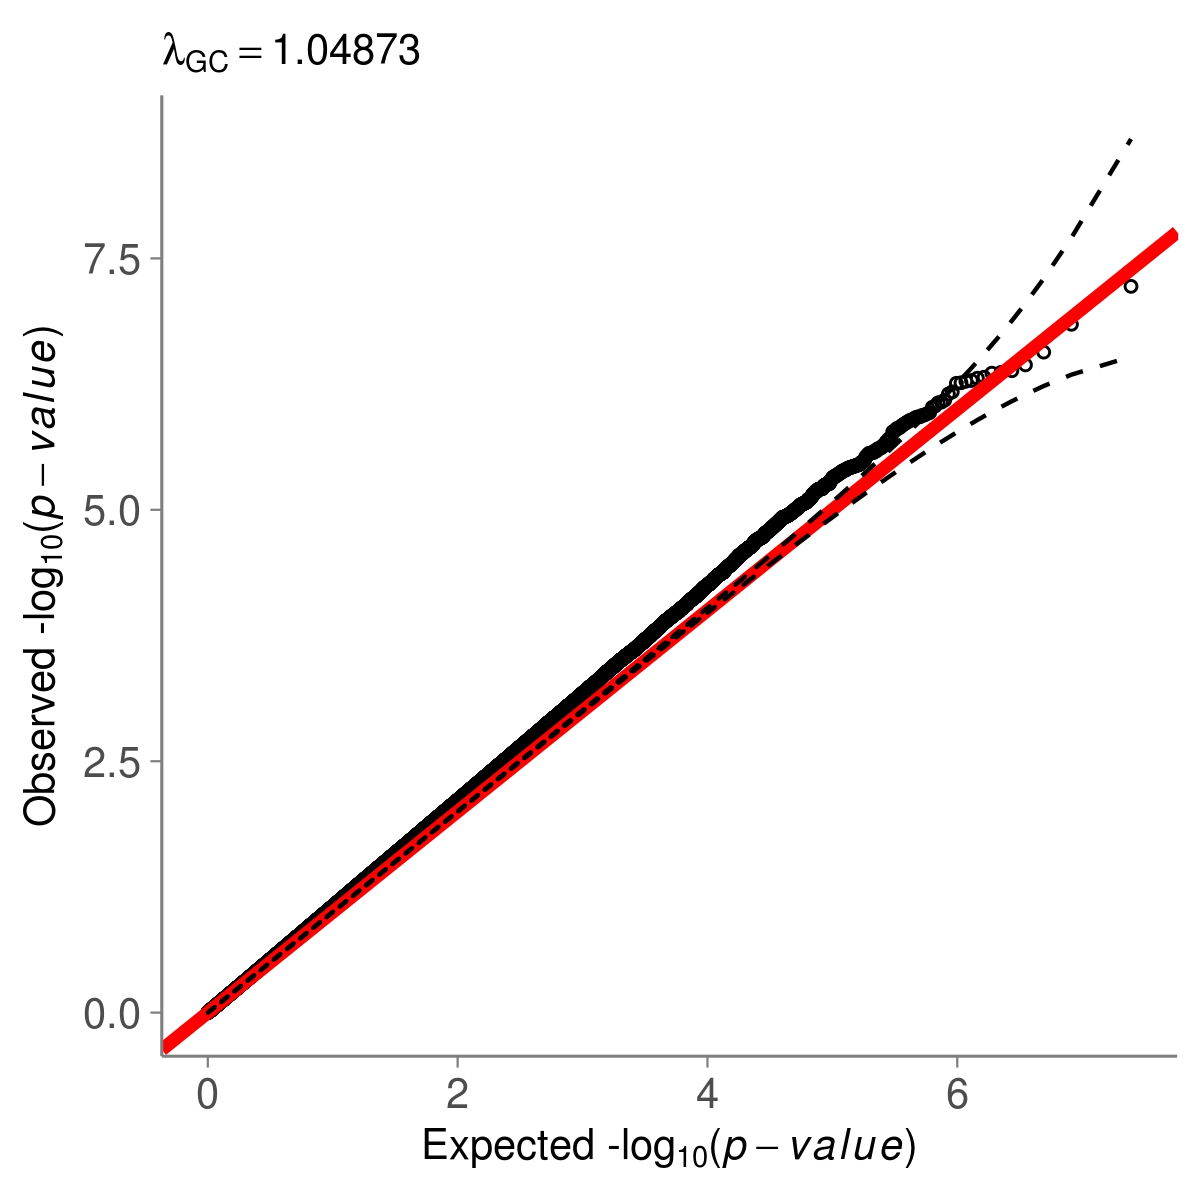 λGC = 1.04873
7.5
5.0
2.5
0.0
0 2 4 6
Observed -log10(p − value)
Expected -log10(p − value)